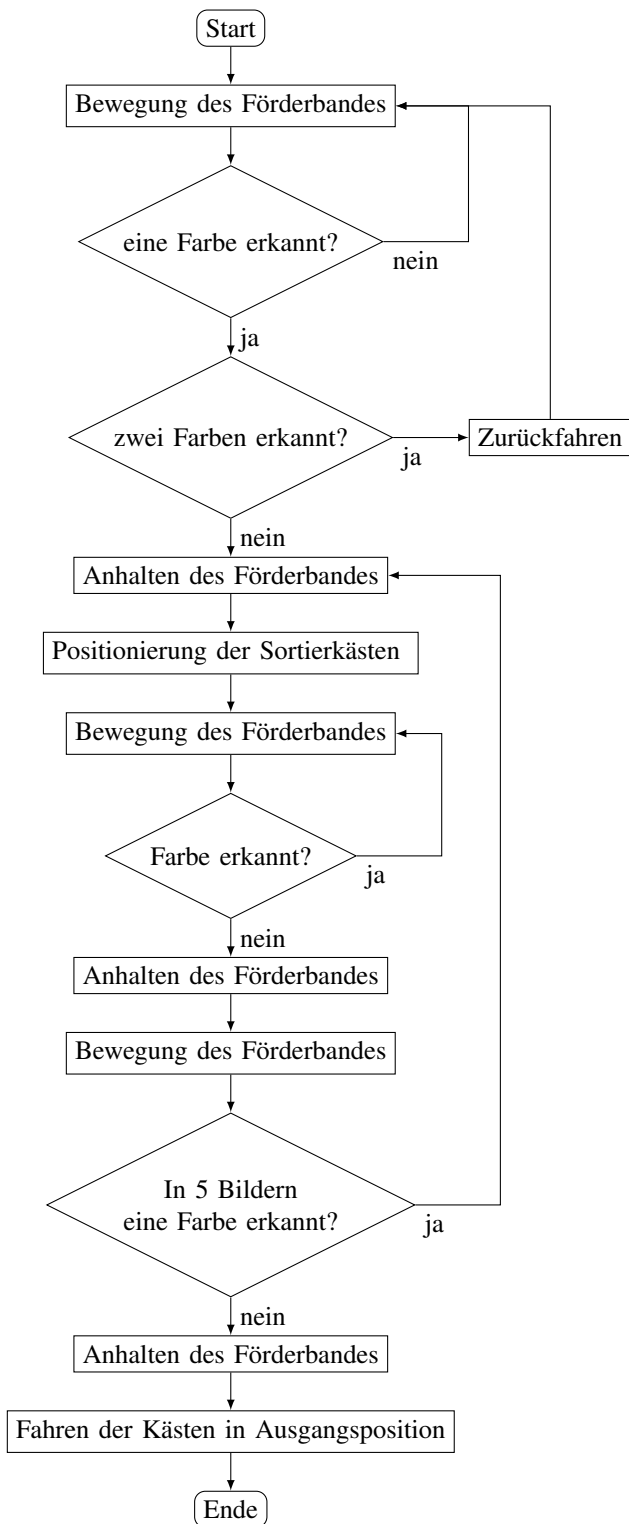 Start
Bewegung des Förderbandes
eine Farbe erkannt?
nein
ja
zwei Farben erkannt?
ja
Zurückfahren
nein
Anhalten des Förderbandes
Positionierung der Sortierkästen
Bewegung des Förderbandes
Farbe erkannt?
ja
nein
Anhalten des Förderbandes
Bewegung des Förderbandes
In 5 Bildern
eine Farbe erkannt?
ja
nein
Anhalten des Förderbandes
Fahren der Kästen in Ausgangsposition
Ende